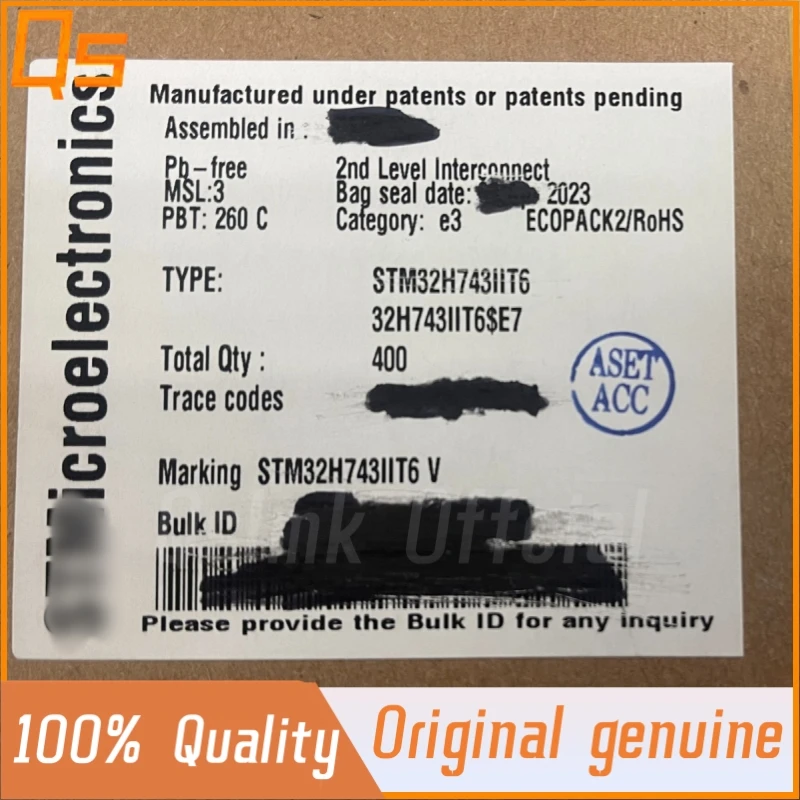 QS
Manufactured under patents or patents pending
Assembled in :
Pb-free 2nd Level Interconnect
MSL:3 Bag seal date: 2023
PBT: 260 C Category: e3 ECOPACK2/RoHS
TYPE: STM32H743IIT6
32H743IIT6$E7
Total Qty : 400
Trace codes
ASET
ACC
Marking STM32H743IIT6 V
Bulk ID
Please provide the Bulk ID for any inquiry
Microelectronics
100% Quality
Original genuine